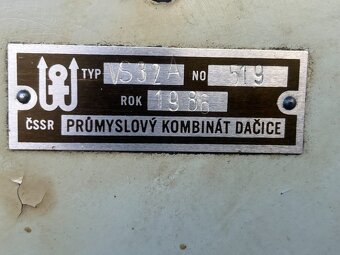 TYP VS32A NO 519
ROK 1986
ČSSR PRŮMYSLOVÝ KOMBINÁT DAČICE